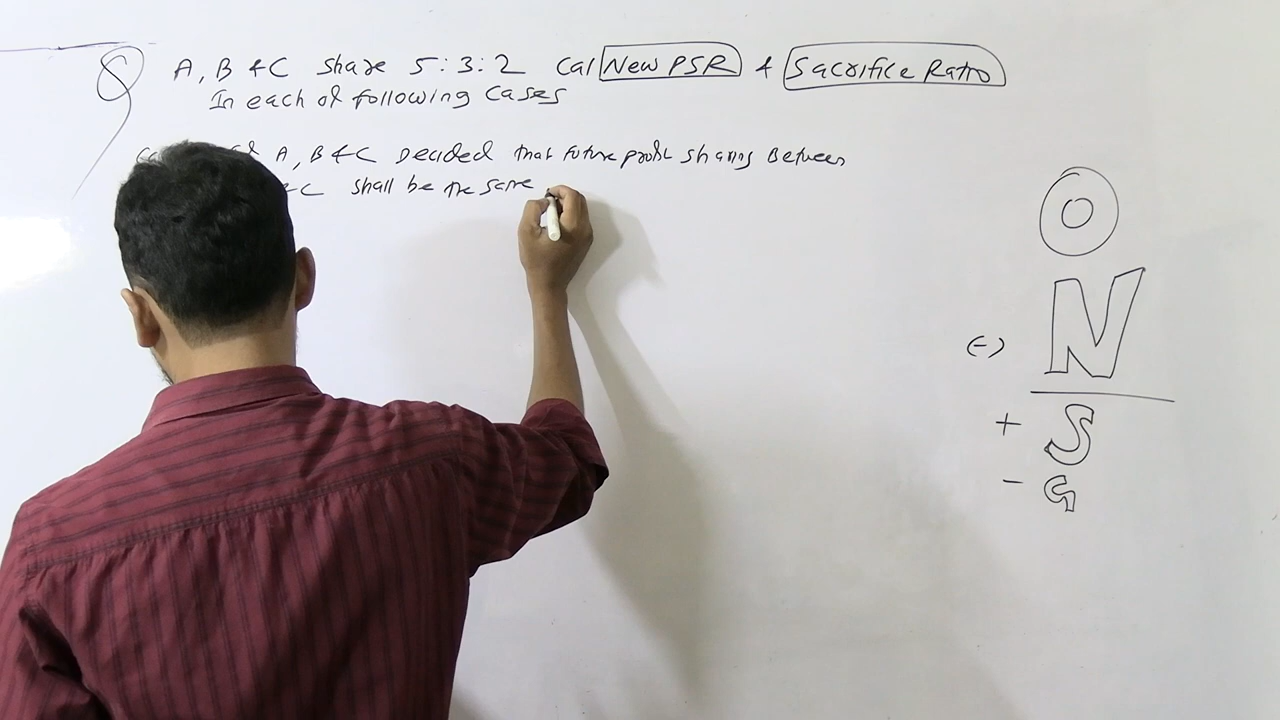 Q A, B & C Share 5:3:2 Cal New PSR & Sacrifice Ratio
In each of following Cases
A, B & C Decided that future profit sharing Between
& C shall be the same
O
(-) N
+ S
- G